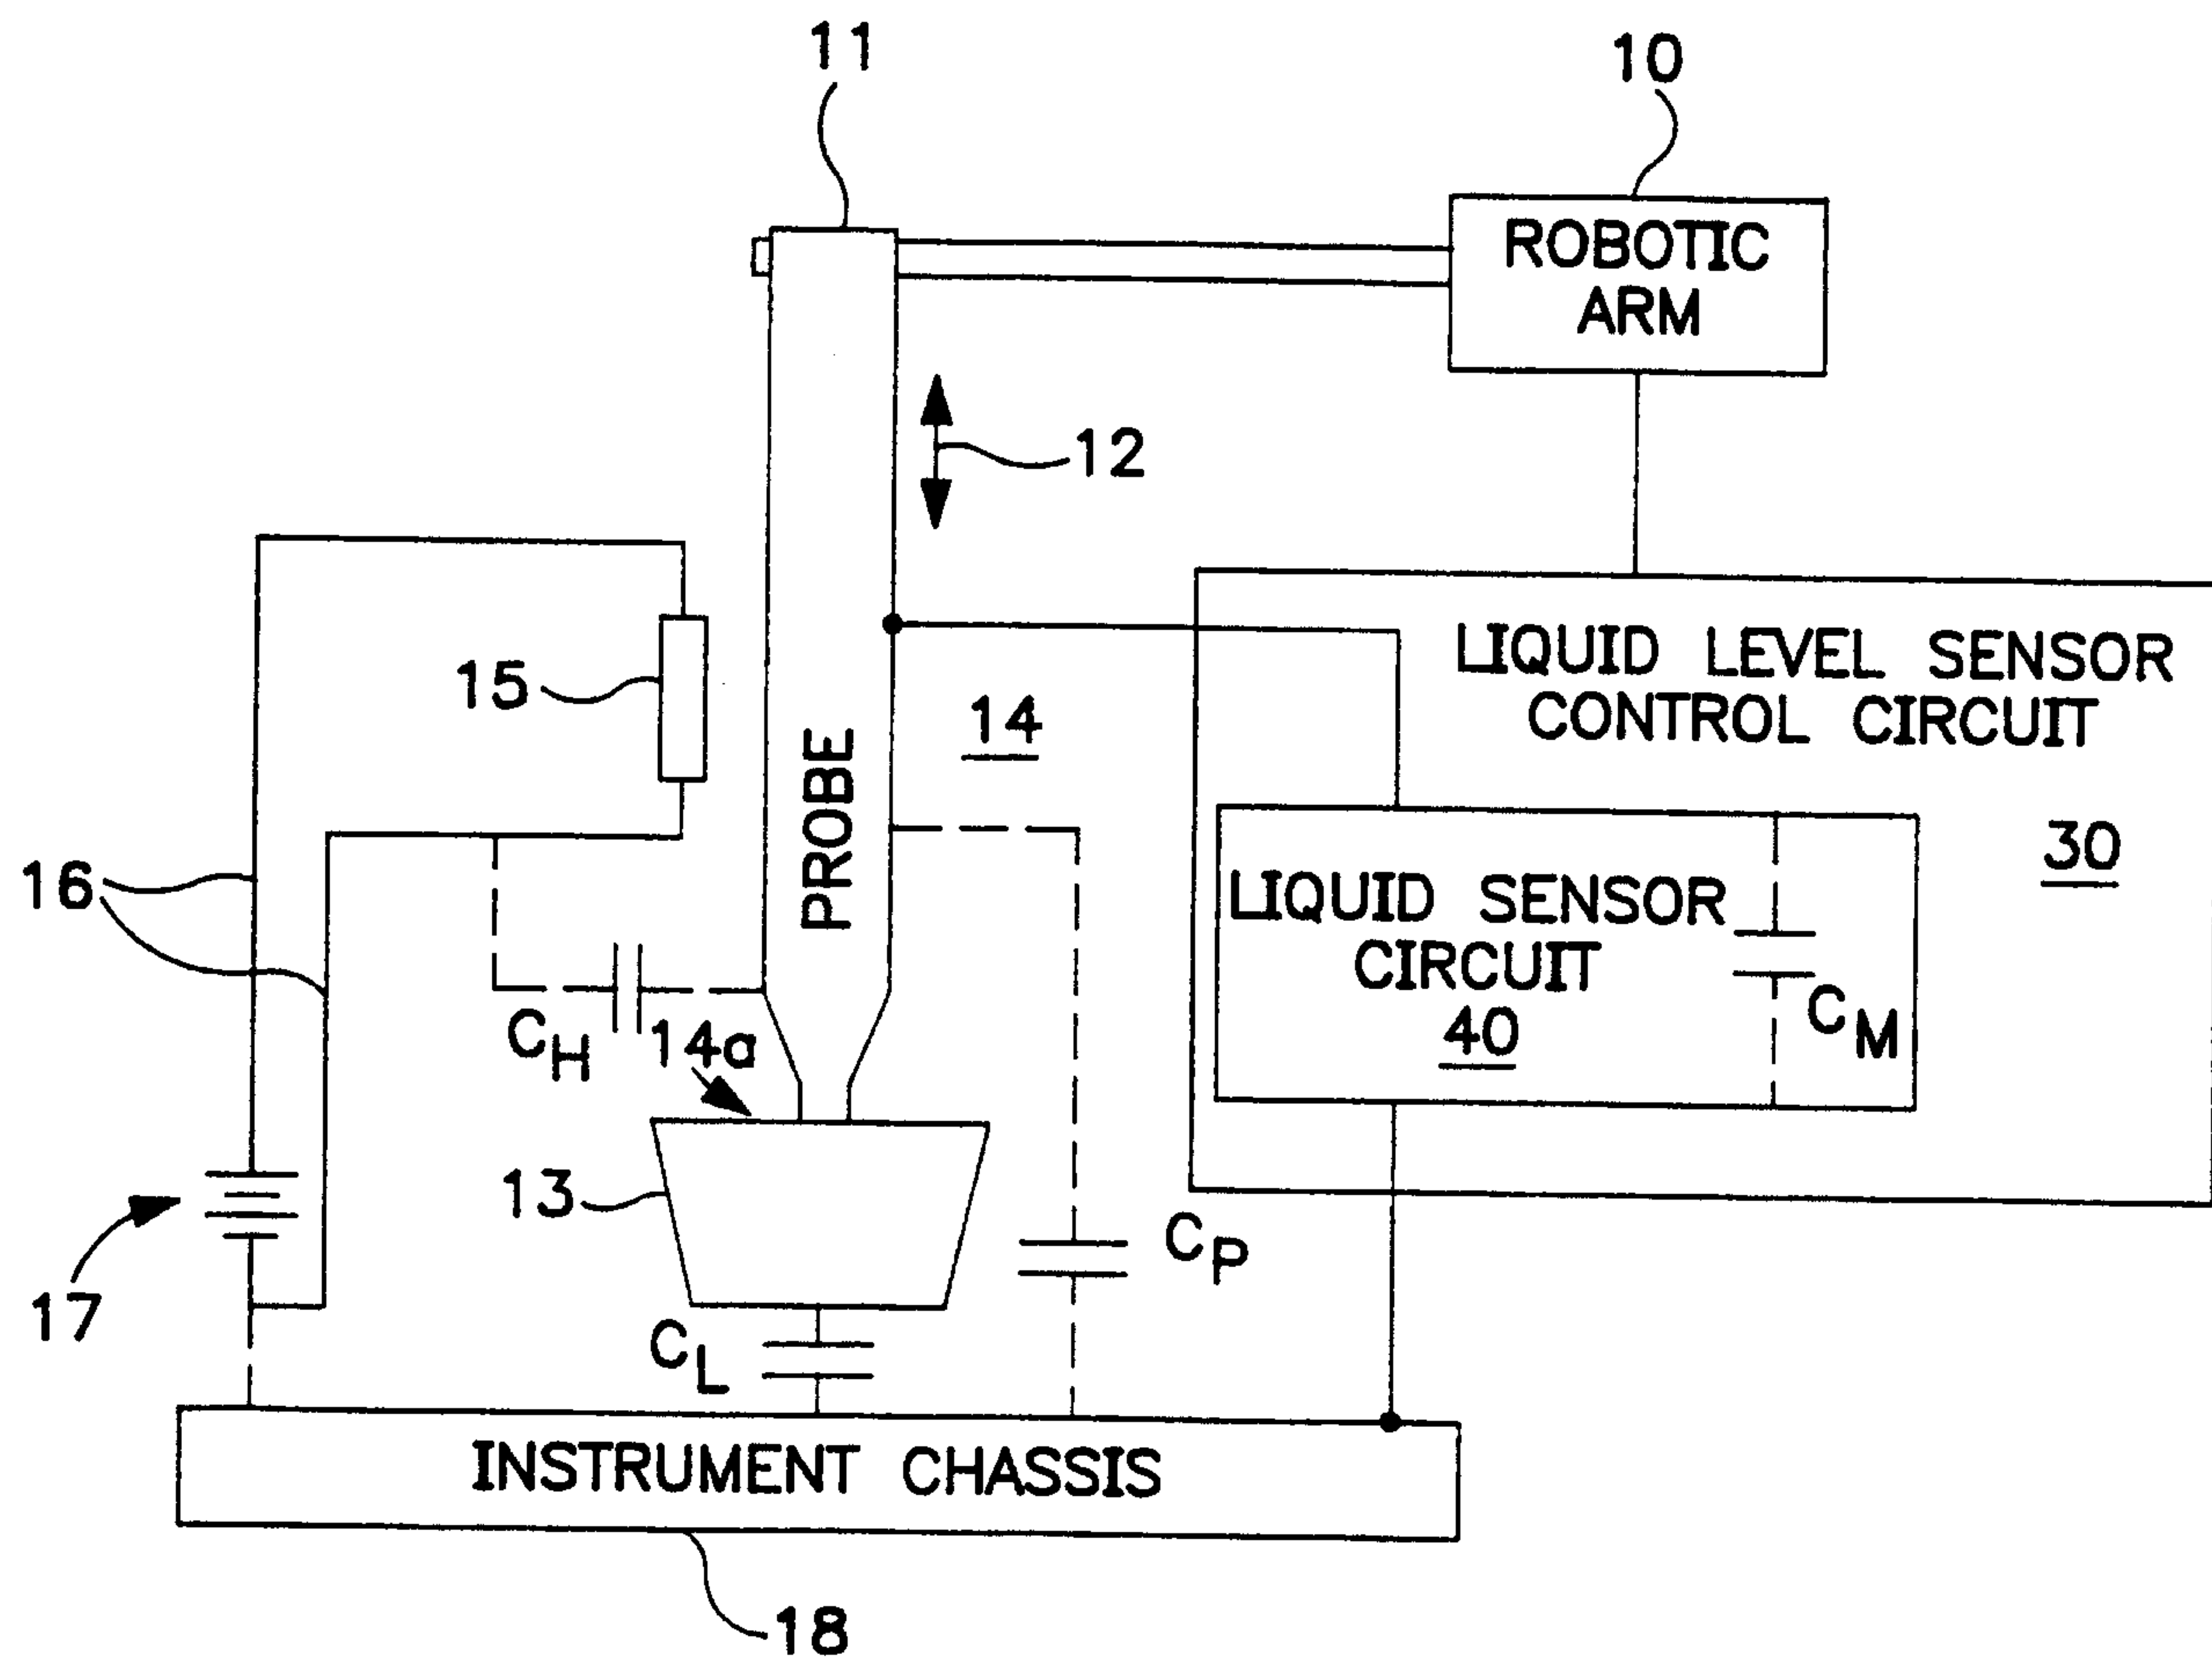 11
10
ROBOTIC
ARM
12
15
14
PROBE
LIQUID LEVEL SENSOR
CONTROL CIRCUIT
30
16
LIQUID SENSOR
CIRCUIT
40
CM
CH
14a
13
CP
17
CL
INSTRUMENT CHASSIS
18